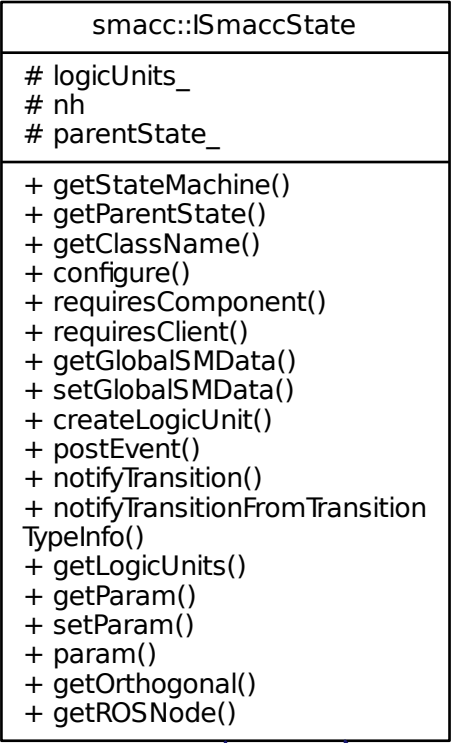 smacc::ISmaccState
# logicUnits_
# nh
# parentState_
+ getStateMachine()
+ getParentState()
+ getClassName()
+ configure()
+ requiresComponent()
+ requiresClient()
+ getGlobalSMData()
+ setGlobalSMData()
+ createLogicUnit()
+ postEvent()
+ notifyTransition()
+ notifyTransitionFromTransition
TypeInfo()
+ getLogicUnits()
+ getParam()
+ setParam()
+ param()
+ getOrthogonal()
+ getROSNode()